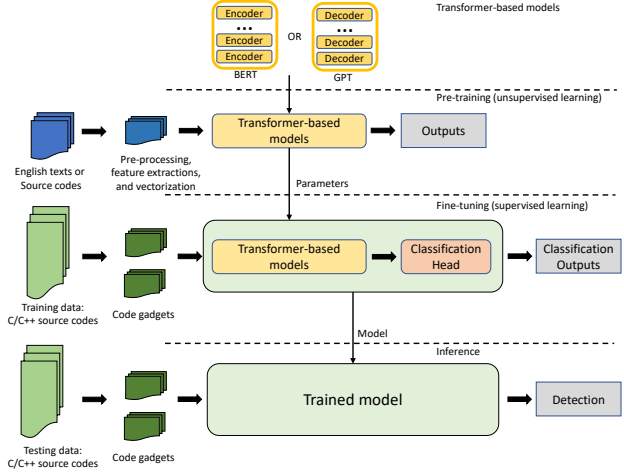 Transformer-based models
Encoder
...
Encoder
Encoder
BERT
OR
Decoder
...
Decoder
Decoder
GPT
Pre-training (unsupervised learning)
English texts or
Source codes
Pre-processing,
feature extractions,
and vectorization
Transformer-based
models
Outputs
Parameters
Fine-tuning (supervised learning)
Training data:
C/C++ source codes
Code gadgets
Transformer-based
models
Classification
Head
Classification
Outputs
Model
Inference
Testing data:
C/C++ source codes
Code gadgets
Trained model
Detection